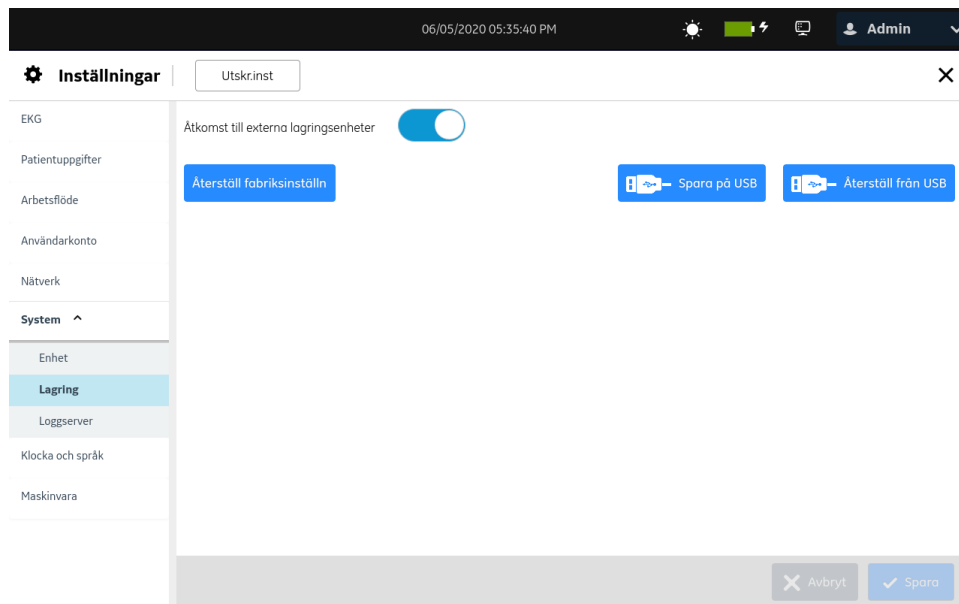 06/05/2020 05:35:40 PM
Admin
Inställningar
Utskr.inst
EKG
Patientuppgifter
Arbetsflöde
Användarkonto
Nätverk
System
Enhet
Lagring
Loggserver
Klocka och språk
Maskinvara
Åtkomst till externa lagringsenheter
Återställ fabriksinställn
Spara på USB
Återställ från USB
Avbryt
Spara